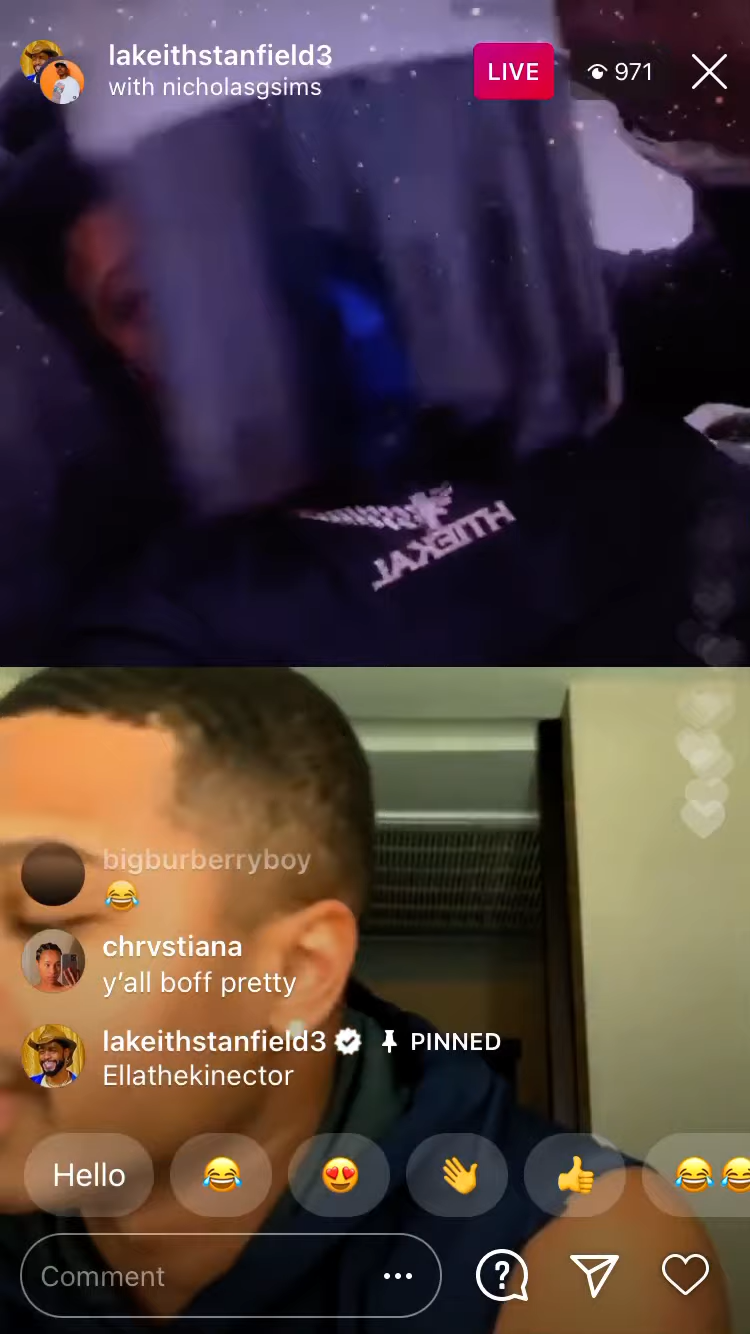 lakeithstanfield3
with nicholasgsims
LIVE
971
bigburberryboy
😂
chrvstiana
y'all boff pretty
lakeithstanfield3 PINNED
Ellathekinector
Hello 😂 😍 👋 👍 😂 😂
Comment